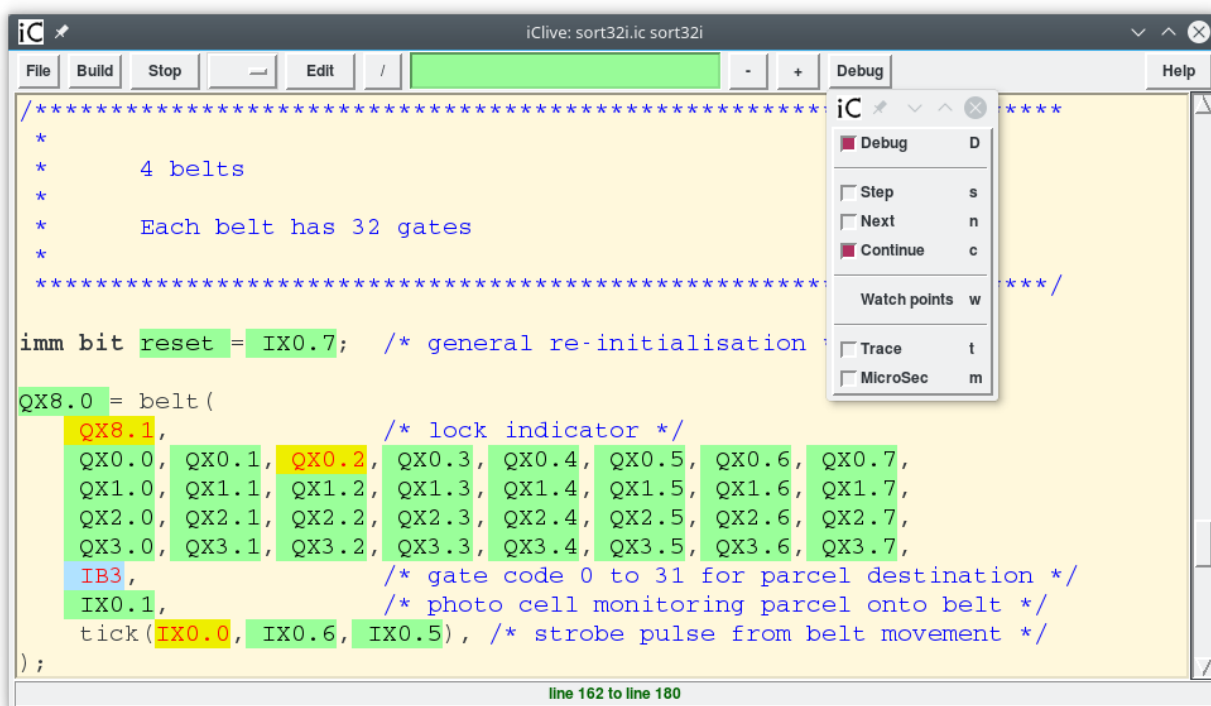 iC iClive: sort32i.ic sort32i
File Build Stop Edit / - + Debug Help
/******************************************************
*
* 4 belts
*
* Each belt has 32 gates
*
******************************************************
imm bit reset = IX0.7; /* general re-initialisation
QX8.0 = belt(
QX8.1, /* lock indicator */
QX0.0, QX0.1, QX0.2, QX0.3, QX0.4, QX0.5, QX0.6, QX0.7,
QX1.0, QX1.1, QX1.2, QX1.3, QX1.4, QX1.5, QX1.6, QX1.7,
QX2.0, QX2.1, QX2.2, QX2.3, QX2.4, QX2.5, QX2.6, QX2.7,
QX3.0, QX3.1, QX3.2, QX3.3, QX3.4, QX3.5, QX3.6, QX3.7,
IB3, /* gate code 0 to 31 for parcel destination */
IX0.1, /* photo cell monitoring parcel onto belt */
tick(IX0.0, IX0.6, IX0.5), /* strobe pulse from belt movement */
);
iC
Debug D
Step s
Next n
Continue c
Watch points w
Trace t
MicroSec m
****
***/
line 162 to line 180